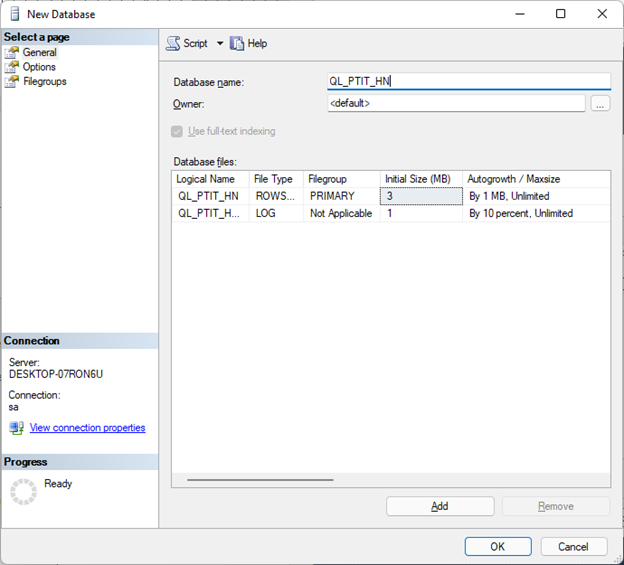 New Database
Select a page
General
Options
Filegroups
Script Help
Database name: QL_PTIT_HN
Owner: <default> ...
Use full-text indexing
Database files:
Logical Name File Type Filegroup Initial Size (MB) Autogrowth / Maxsize
QL_PTIT_HN ROWS... PRIMARY 3 By 1 MB, Unlimited
QL_PTIT_H... LOG Not Applicable 1 By 10 percent, Unlimited
Connection
Server:
DESKTOP-07RON6U
Connection:
sa
View connection properties
Progress
Ready
Add Remove
OK Cancel